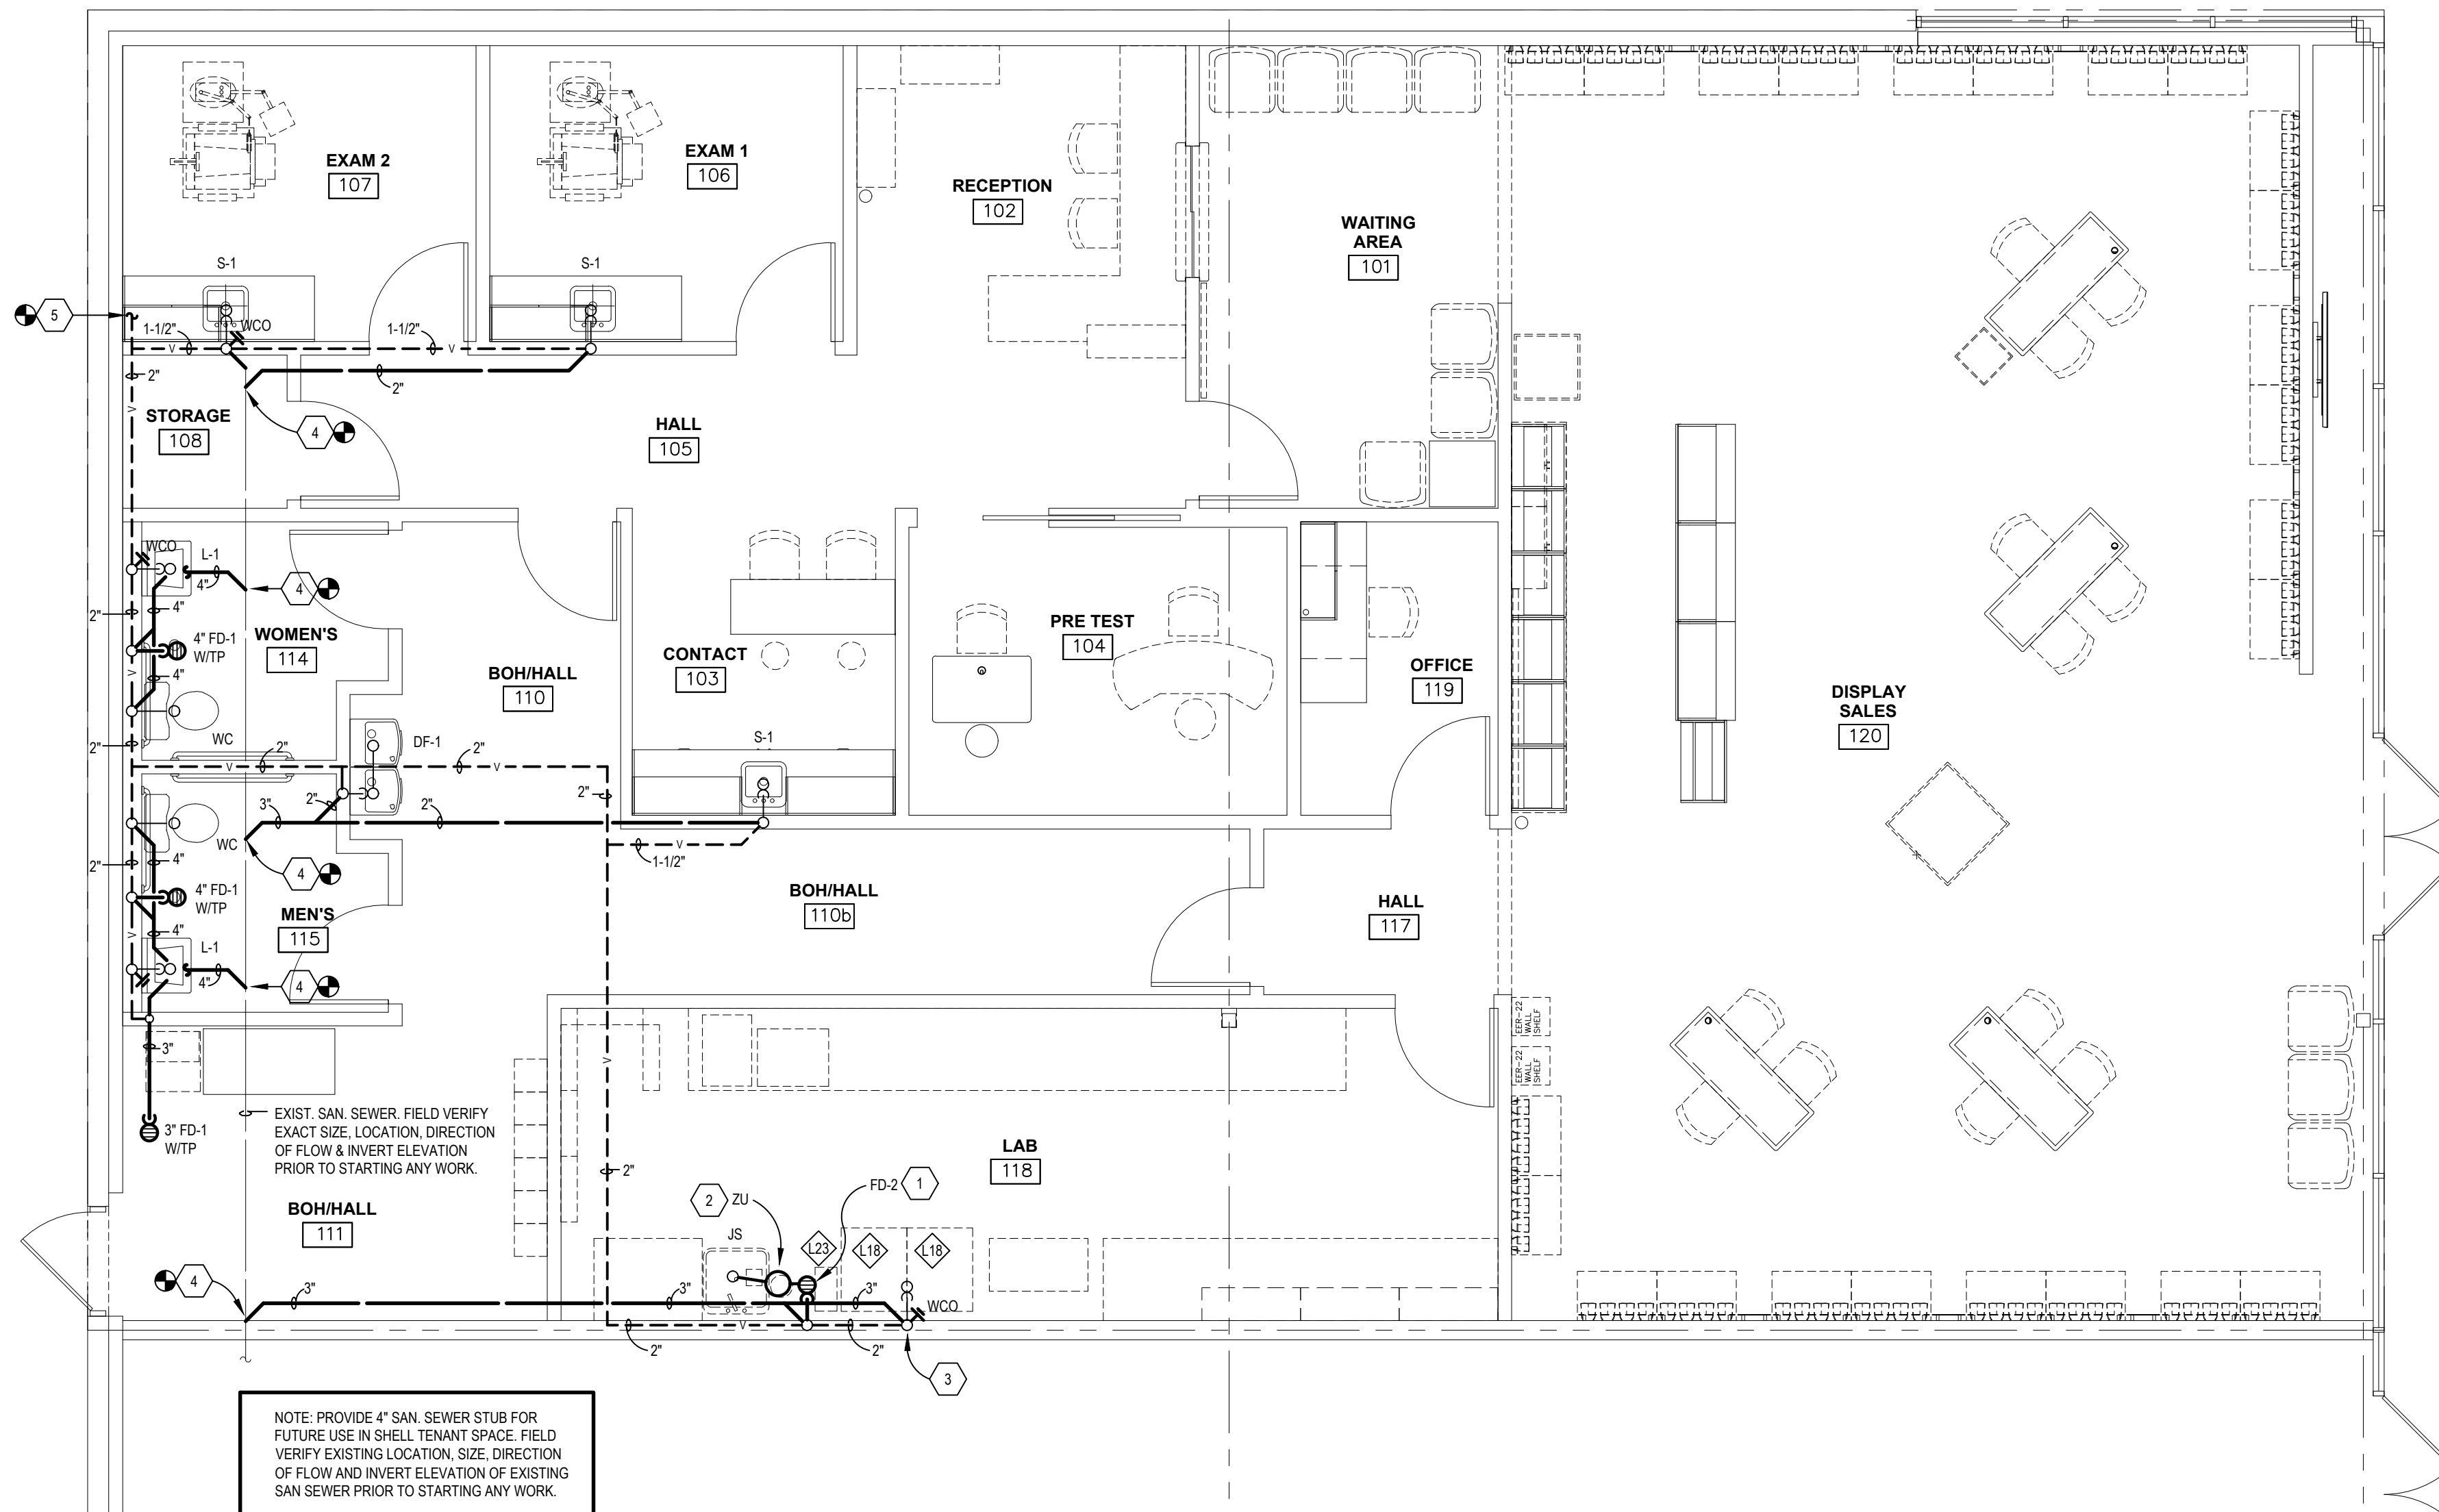 EXAM 2
107
EXAM 1
106
RECEPTION
102
WAITING
AREA
101
S-1
S-1
5
1-1/2"
V
WCO
1-1/2"
V
2"
2"
V
STORAGE
108
4
HALL
105
WCO
L-1
4"
4
2"
4"
4" FD-1
W/TP
WOMEN'S
114
V
4"
BOH/HALL
110
CONTACT
103
PRE TEST
104
OFFICE
119
DISPLAY
SALES
120
WC
2"
V
2"
DF-1
2"
V
S-1
2"
3"
2"
2"
WC
4
1-1/2"
V
2"
4"
4" FD-1
W/TP
4"
V
MEN'S
115
L-1
4"
4
BOH/HALL
110b
HALL
117
3"
3" FD-1
W/TP
EER-22
WALL
SHELF
EER-22
WALL
SHELF
V
EXIST. SAN. SEWER. FIELD VERIFY
EXACT SIZE, LOCATION, DIRECTION
OF FLOW & INVERT ELEVATION
PRIOR TO STARTING ANY WORK.
LAB
118
2"
2
ZU
FD-2
1
BOH/HALL
111
JS
L23
L18
L18
4
3"
3"
3"
WCO
V
2"
2"
3
NOTE: PROVIDE 4" SAN. SEWER STUB FOR
FUTURE USE IN SHELL TENANT SPACE. FIELD
VERIFY EXISTING LOCATION, SIZE, DIRECTION
OF FLOW AND INVERT ELEVATION OF EXISTING
SAN SEWER PRIOR TO STARTING ANY WORK.